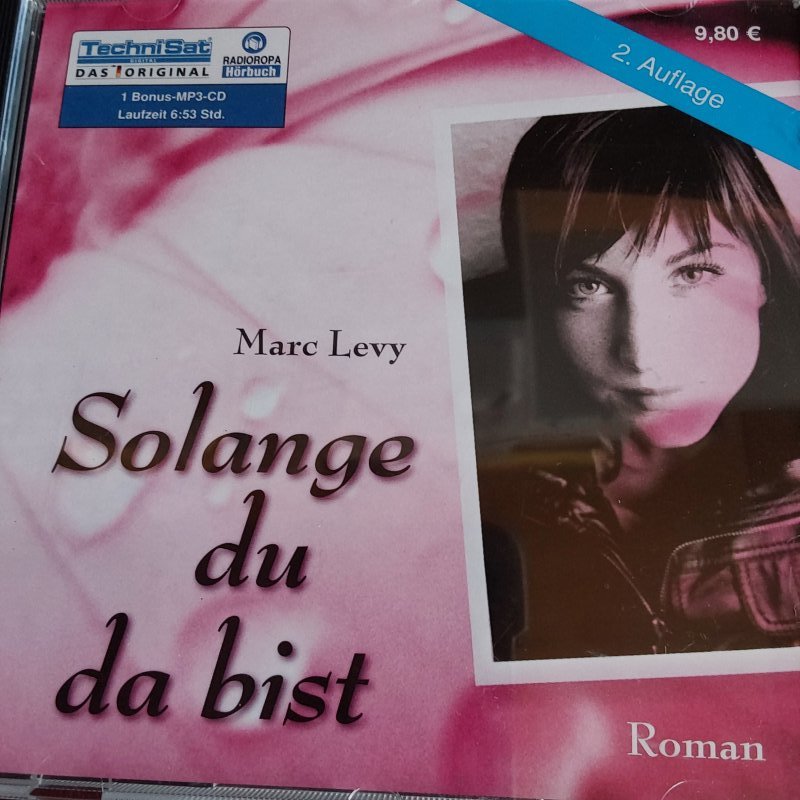 TechniSat
DIGITAL
DAS ORIGINAL
RADIOROPA
Hörbuch
1 Bonus-MP3-CD
Laufzeit 6:53 Std.
9,80 €
2. Auflage
Marc Levy
Solange
du
da bist
Roman